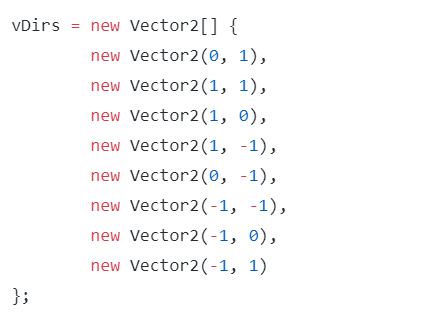 vDirs = new Vector2[] {
        new Vector2(0, 1),
        new Vector2(1, 1),
        new Vector2(1, 0),
        new Vector2(1, -1),
        new Vector2(0, -1),
        new Vector2(-1, -1),
        new Vector2(-1, 0),
        new Vector2(-1, 1)
};